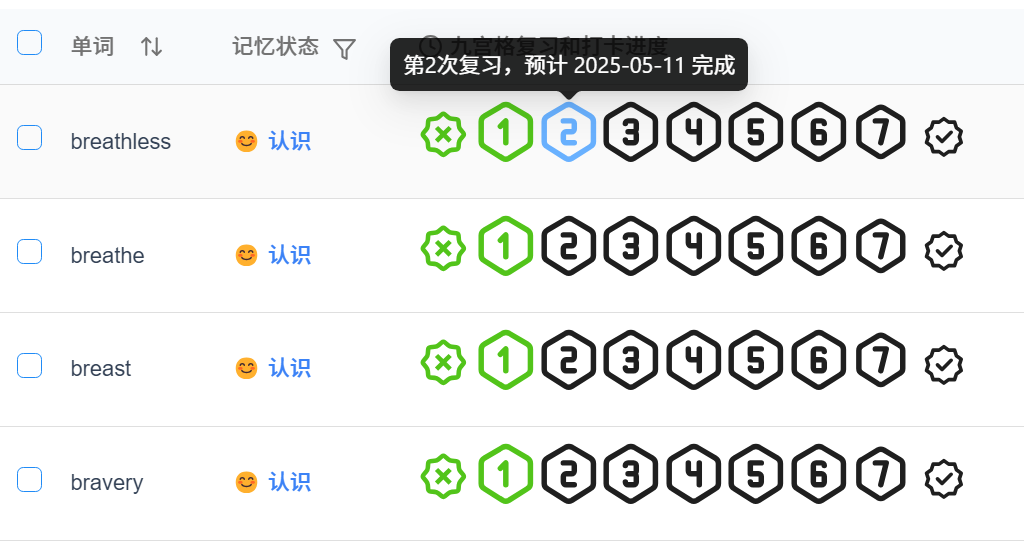 单词 记忆状态 九宫格复习和打卡进度
第2次复习，预计 2025-05-11 完成
breathless 认识 1 2 3 4 5 6 7
breathe 认识 1 2 3 4 5 6 7
breast 认识 1 2 3 4 5 6 7
bravery 认识 1 2 3 4 5 6 7